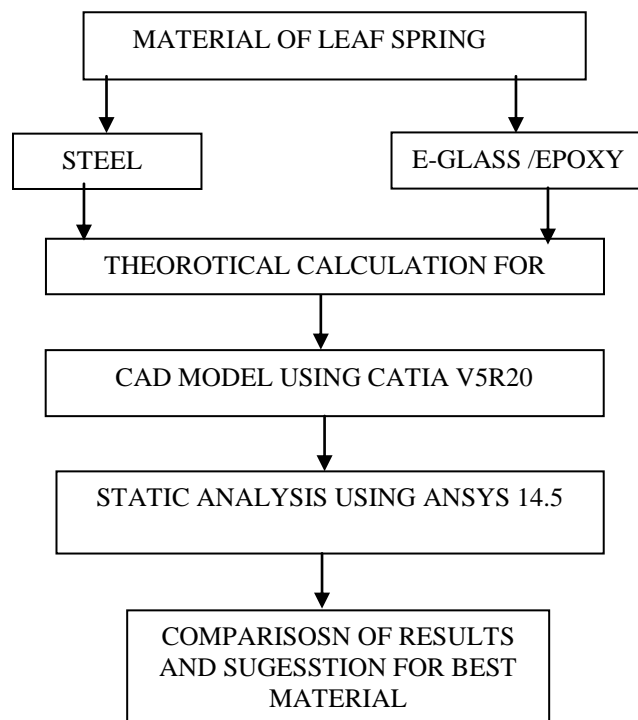 MATERIAL OF LEAF SPRING
STEEL
E-GLASS /EPOXY
THEOROTICAL CALCULATION FOR
CAD MODEL USING CATIA V5R20
STATIC ANALYSIS USING ANSYS 14.5
COMPARISOSN OF RESULTS
AND SUGESSTION FOR BEST
MATERIAL